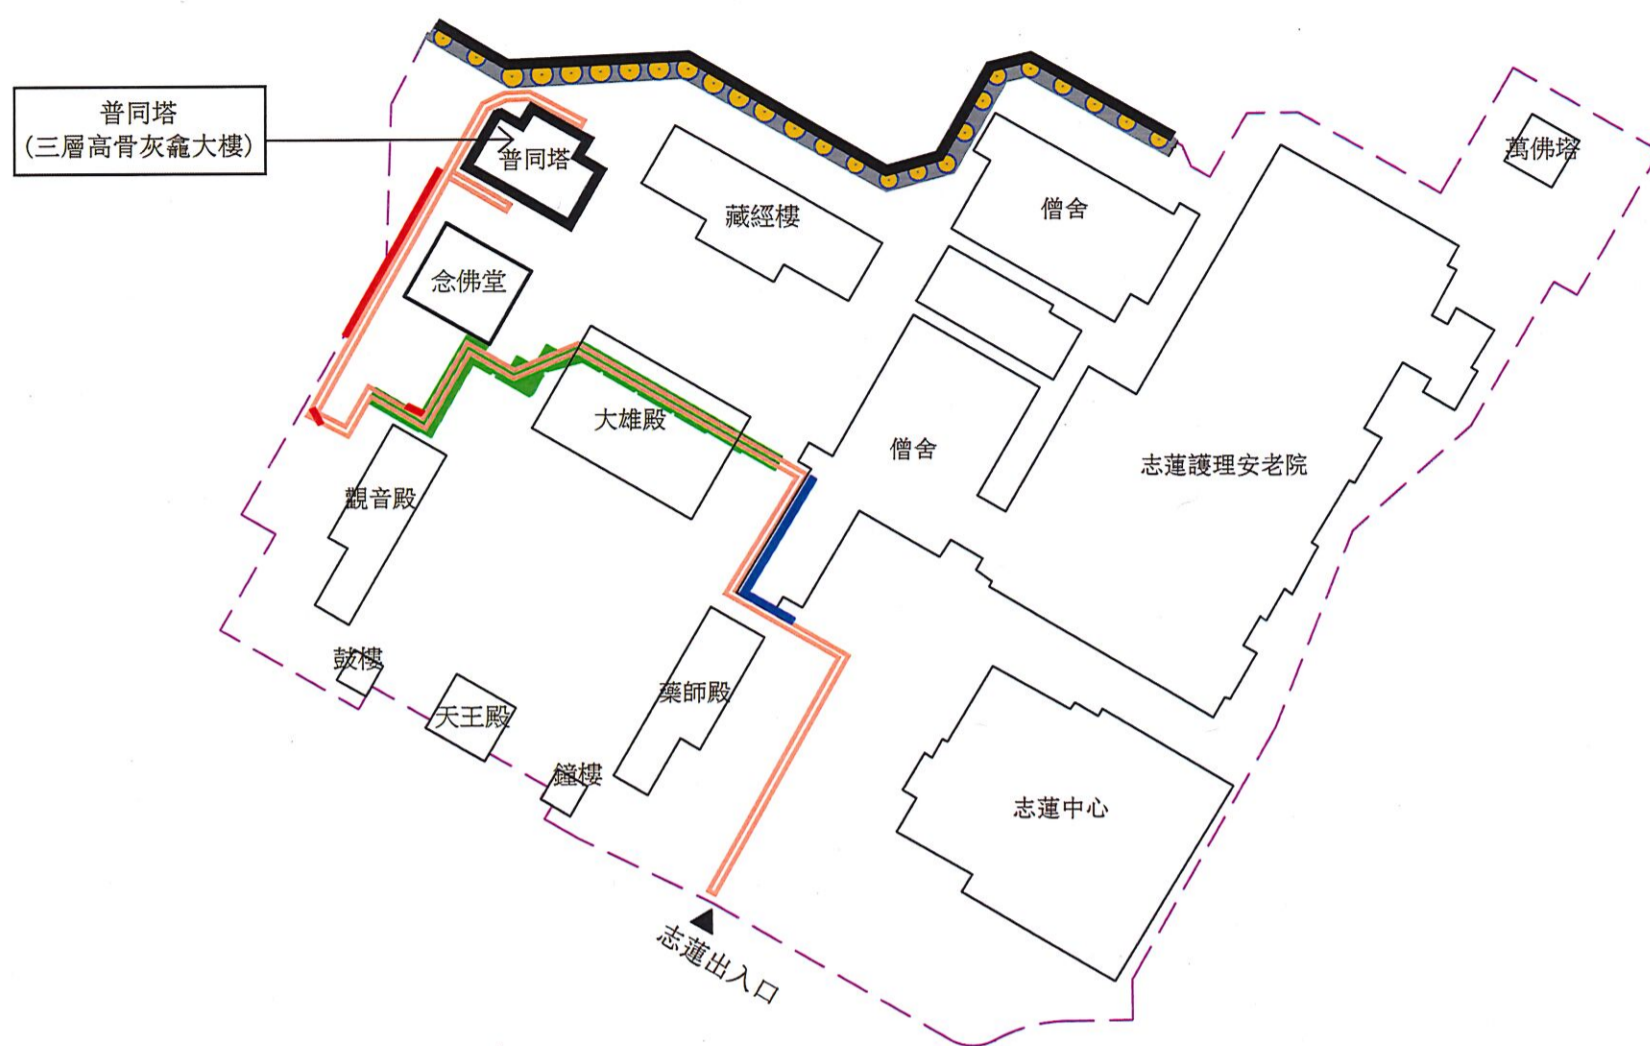 普同塔
(三層高骨灰龕大樓)
普同塔
萬佛塔
藏經樓
僧舍
念佛堂
大雄殿
僧舍
志蓮護理安老院
觀音殿
鼓樓
天王殿
藥師殿
鐘樓
志蓮中心
志蓮出入口